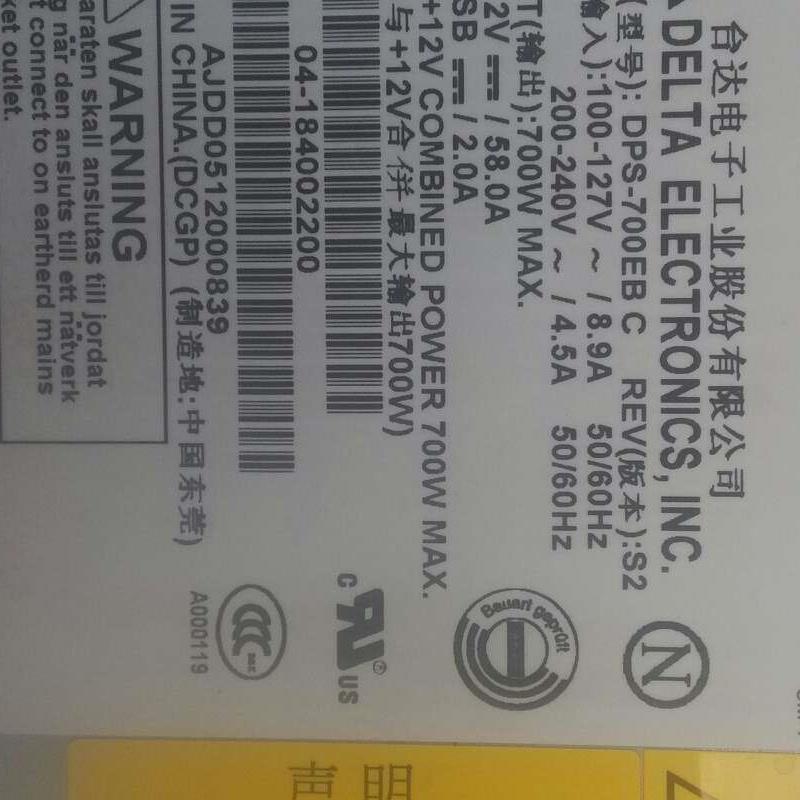 台达电子工业股份有限公司
DELTA ELECTRONICS, INC.
(型号): DPS-700EB C REV(版本):S2
输入):100-127V ~ / 8.9A 50/60Hz
200-240V ~ / 4.5A 50/60Hz
T(输出):700W MAX.
2V ⎓ / 58.0A
SB ⎓ / 2.0A
+12V COMBINED POWER 700W MAX.
与+12V合併最大输出700W)
04-184002200
AJDD0512000839
IN CHINA.(DCGP) (制造地:中国东莞)
WARNING
araten skall anslutas till jordat
g när den ansluts till ett nätverk
t connect to on eartherd mains
ket outlet.
N
Bauart geprüft
c UR ® US
CCC
A000119
声明